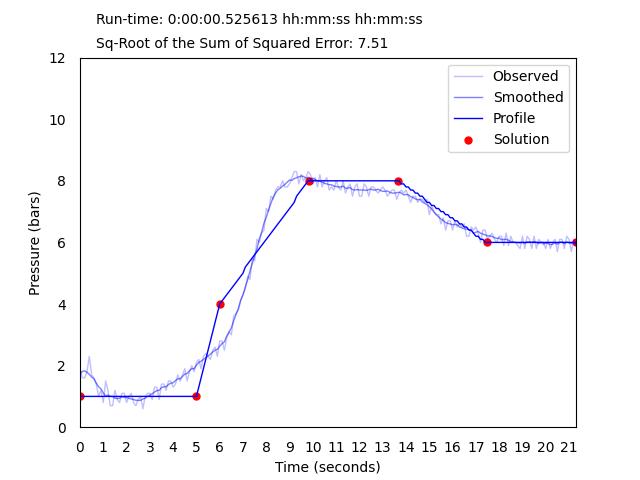 Run-time: 0:00:00.525613 hh:mm:ss hh:mm:ss
Sq-Root of the Sum of Squared Error: 7.51
12
10
8
6
4
2
0
Pressure (bars)
Observed
Smoothed
Profile
Solution
0 1 2 3 4 5 6 7 8 9 10 11 12 13 14 15 16 17 18 19 20 21
Time (seconds)